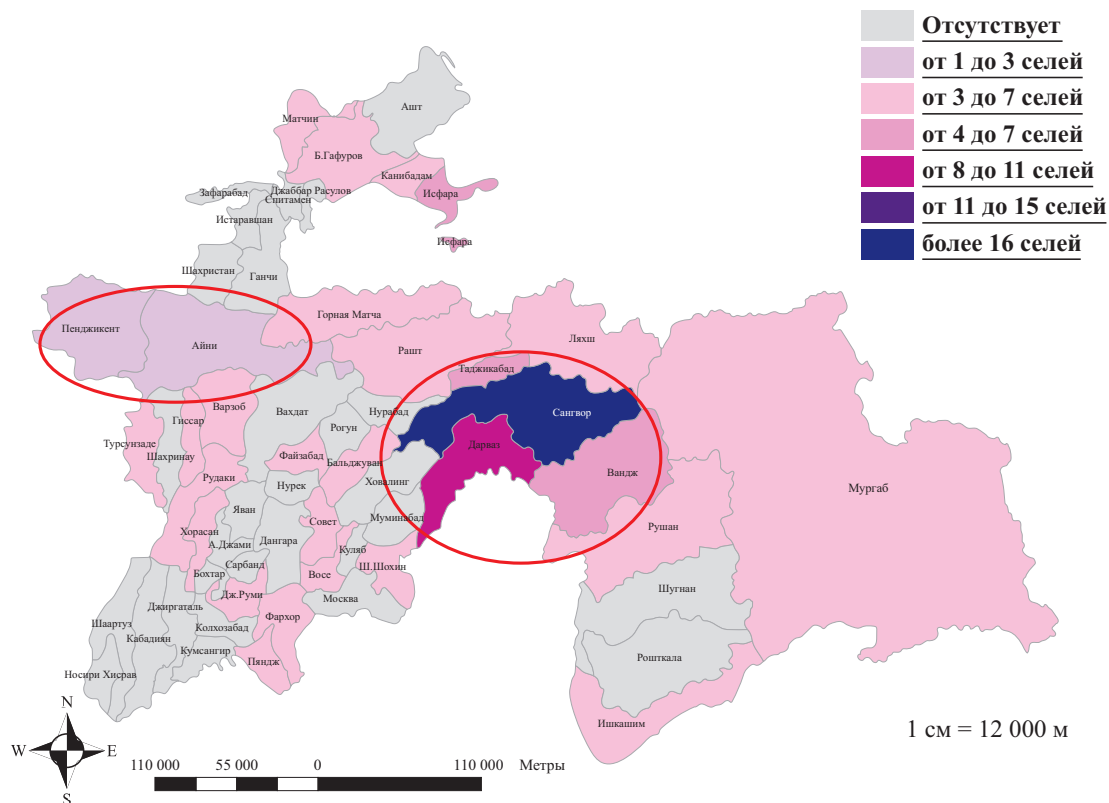 Отсутствует
от 1 до 3 селей
от 3 до 7 селей
от 4 до 7 селей
от 8 до 11 селей
от 11 до 15 селей
более 16 селей
Ашт
Матчин
Б.Гафуров
Канибадам
Исфара
Исфара
Зафарабад
Джаббар Расулов
Спитамен
Истаравшан
Шахристан
Ганчи
Пенджикент
Айни
Горная Матча
Рашт
Ляхш
Таджикабад
Сангвор
Варзоб
Вахдат
Нурабад
Гиссар
Рогун
Турсунзаде
Шахринау
Файзабад
Бальджуван
Дарваз
Рудаки
Нурек
Ховалинг
Вандж
Мургаб
Яван
Совет
Муминабад
Рушан
Хорасан
А.Джами
Дангара
Куляб
Сарбанд
Ш.Шохин
Бохтар
Восе
Шугнан
Дж.Руми
Москва
Джиргаталь
Фархор
Шаартуз
Колхозабад
Кабадиян
Кумсангир
Рошткала
Носири Хисрав
Пяндж
Ишкашим
N
W
E
S
1 см = 12 000 м
110 000 55 000 0 110 000 Метры